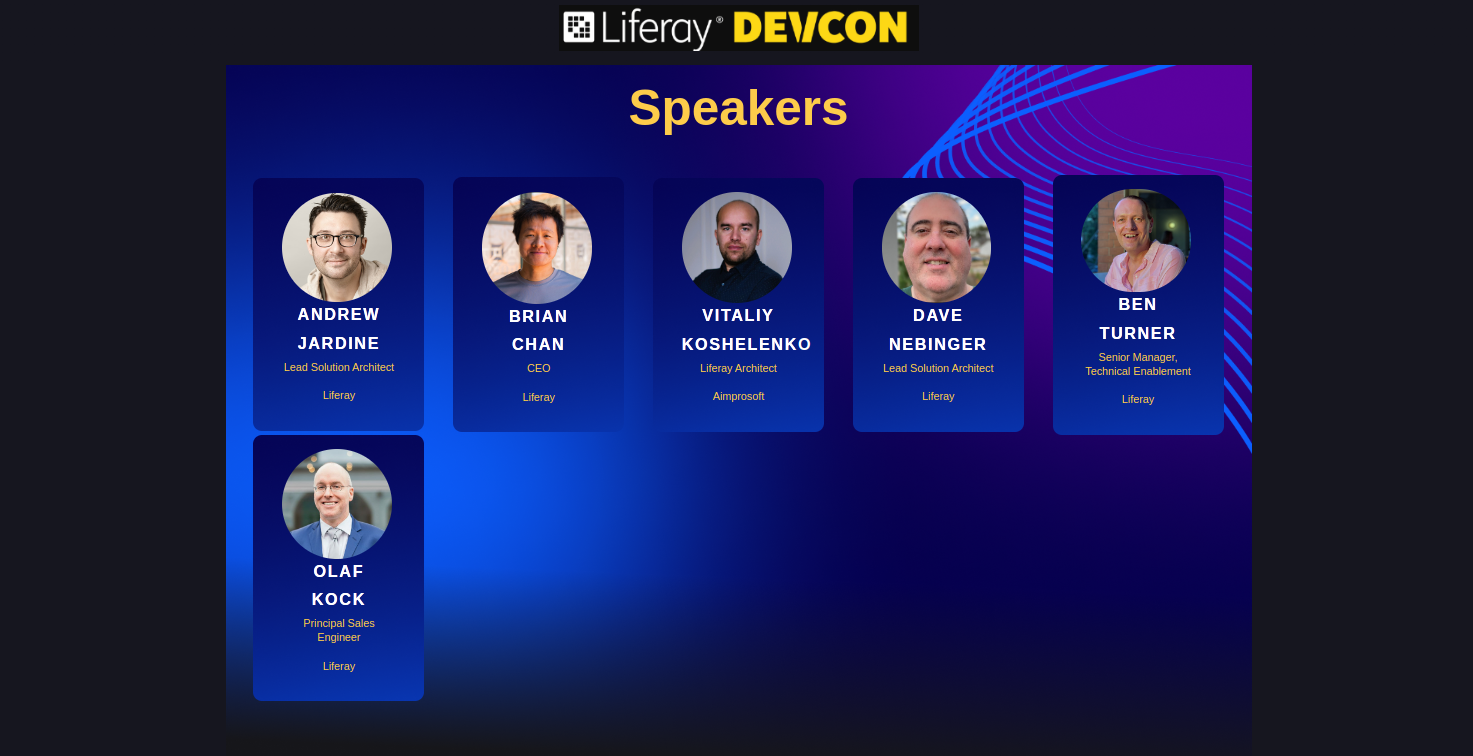 Liferay® DEVCON
Speakers
ANDREW
JARDINE
Lead Solution Architect
Liferay
BRIAN
CHAN
CEO
Liferay
VITALIY
KOSHELENKO
Liferay Architect
Aimprosoft
DAVE
NEBINGER
Lead Solution Architect
Liferay
BEN
TURNER
Senior Manager,
Technical Enablement
Liferay
OLAF
KOCK
Principal Sales
Engineer
Liferay